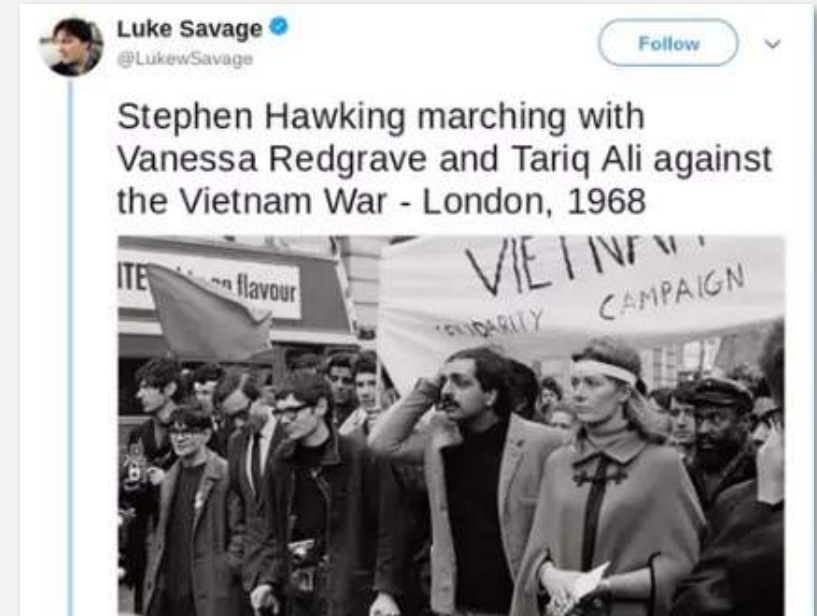 Luke Savage
@LukewSavage
Follow
Stephen Hawking marching with
Vanessa Redgrave and Tariq Ali against
the Vietnam War - London, 1968
flavour
VIETNAM
CAMPAIGN